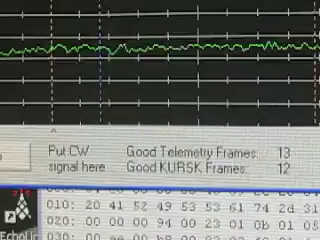 Put CW
signal here
Good Telemetry Frames: 13
Good KURSK Frames: 12
010: 20 41 52 49 53 53 61 74 2d 31
020: 00 00 00 94 00 23 01 0b 01 05
030: